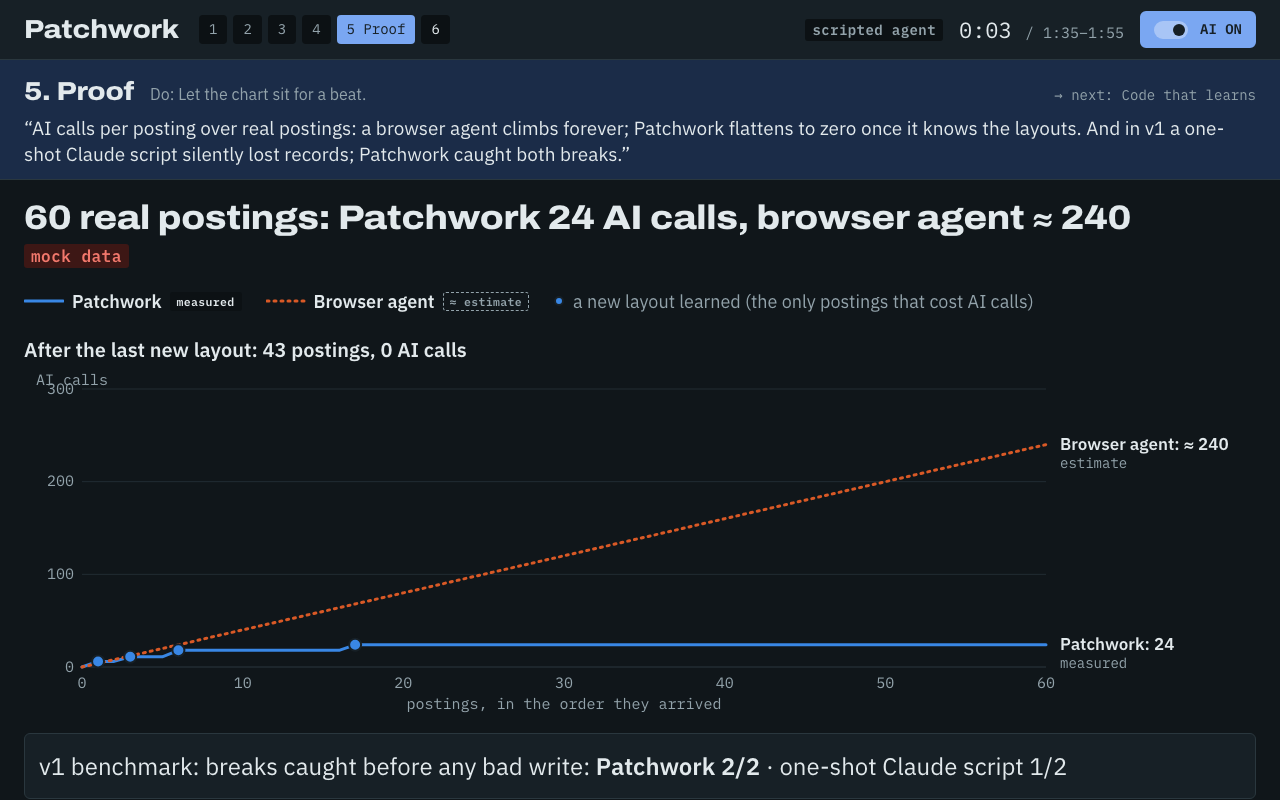 Patchwork 1 2 3 4 5 Proof 6 scripted agent 0:03 / 1:35–1:55 AI ON
5. Proof Do: Let the chart sit for a beat. → next: Code that learns
“AI calls per posting over real postings: a browser agent climbs forever; Patchwork flattens to zero once it knows the layouts. And in v1 a one-
shot Claude script silently lost records; Patchwork caught both breaks.”
60 real postings: Patchwork 24 AI calls, browser agent ≈ 240
mock data
Patchwork measured Browser agent ≈ estimate a new layout learned (the only postings that cost AI calls)
After the last new layout: 43 postings, 0 AI calls
AI calls
300
Browser agent: ≈ 240
estimate
200
100
Patchwork: 24
measured
0
0 10 20 30 40 50 60
postings, in the order they arrived
v1 benchmark: breaks caught before any bad write: Patchwork 2/2 · one-shot Claude script 1/2